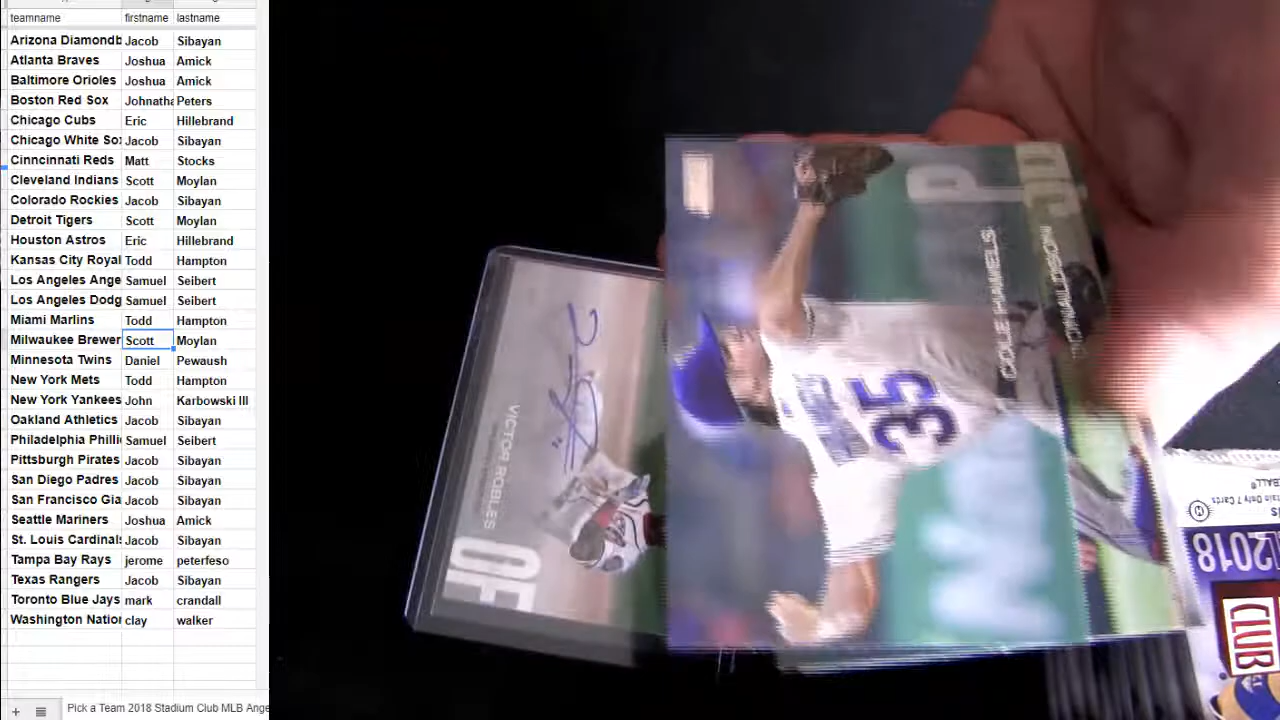 teamname firstname lastname
Arizona Diamondb Jacob Sibayan
Atlanta Braves Joshua Amick
Baltimore Orioles Joshua Amick
Boston Red Sox Johnatha Peters
Chicago Cubs Eric Hillebrand
Chicago White Sox Jacob Sibayan
Cinncinnati Reds Matt Stocks
Cleveland Indians Scott Moylan
Colorado Rockies Jacob Sibayan
Detroit Tigers Scott Moylan
Houston Astros Eric Hillebrand
Kansas City Royal Todd Hampton
Los Angeles Ange Samuel Seibert
Los Angeles Dodg Samuel Seibert
Miami Marlins Todd Hampton
Milwaukee Brewer Scott Moylan
Minnesota Twins Daniel Pewaush
New York Mets Todd Hampton
New York Yankees John Karbowski III
Oakland Athletics Jacob Sibayan
Philadelphia Philli Samuel Seibert
Pittsburgh Pirates Jacob Sibayan
San Diego Padres Jacob Sibayan
San Francisco Gia Jacob Sibayan
Seattle Mariners Joshua Amick
St. Louis Cardinals Jacob Sibayan
Tampa Bay Rays jerome peterfeso
Texas Rangers Jacob Sibayan
Toronto Blue Jays mark crandall
Washington Nation clay walker
Pick a Team 2018 Stadium Club MLB Ange
VICTOR ROBLES
OF
P
COLE HAMELS
35
2018
CLUB